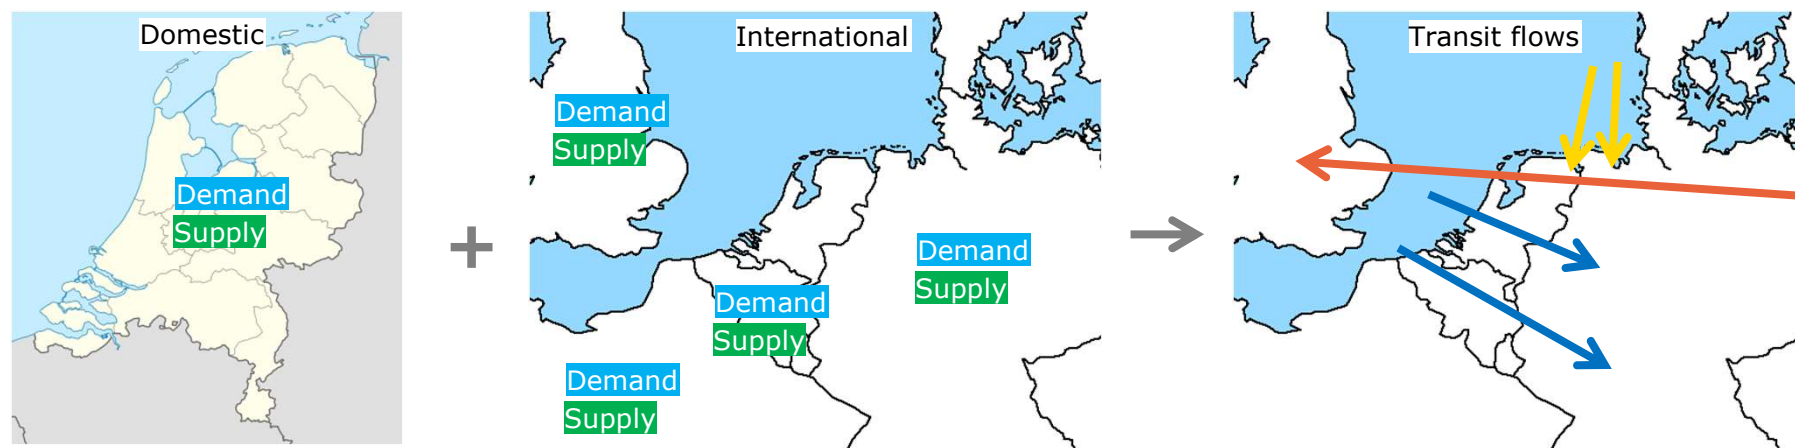 Domestic
Demand
Supply
+
International
Demand
Supply
Demand
Supply
Demand
Supply
Demand
Supply
Transit flows